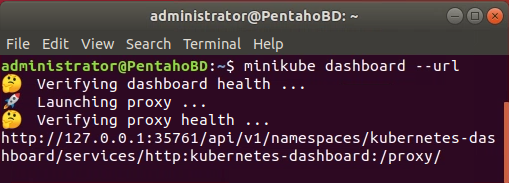 administrator@PentahoBD: ~
File Edit View Search Terminal Help
administrator@PentahoBD:~$ minikube dashboard --url
🤔 Verifying dashboard health ...
🚀 Launching proxy ...
🤔 Verifying proxy health ...
http://127.0.0.1:35761/api/v1/namespaces/kubernetes-das
hboard/services/http:kubernetes-dashboard:/proxy/